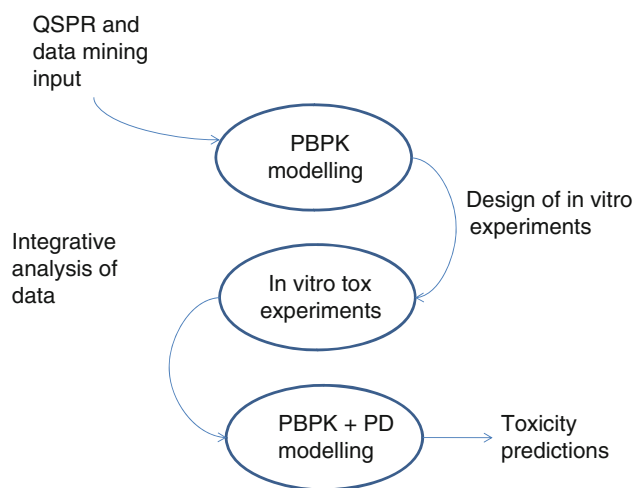 QSPR and
data mining
input
PBPK
modelling
Design of in vitro
experiments
Integrative
analysis of
data
In vitro tox
experiments
PBPK + PD
modelling
Toxicity
predictions